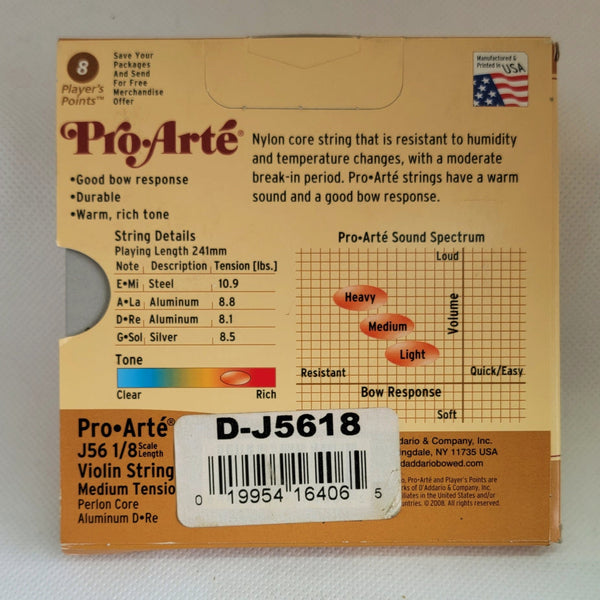 8
Player's
Points™
Save Your
Packages
And Send
For Free
Merchandise
Offer
Manufactured &
Printed in USA
Pro•Arté®
•Good bow response
•Durable
•Warm, rich tone
Nylon core string that is resistant to humidity
and temperature changes, with a moderate
break-in period. Pro•Arté strings have a warm
sound and a good bow response.
String Details
Playing Length 241mm
Note Description Tension [lbs.]
E•Mi Steel 10.9
A•La Aluminum 8.8
D•Re Aluminum 8.1
G•Sol Silver 8.5
Tone
Clear Rich
Pro•Arté Sound Spectrum
Loud
Volume
Heavy
Medium
Light
Resistant Quick/Easy
Bow Response
Soft
Pro•Arté®
J56 1/8 Scale Length
Violin String
Medium Tensio
Perlon Core
Aluminum D•Re
D-J5618
0 19954 16406 5
dario & Company, Inc.
ingdale, NY 11735 USA
daddariobowed.com
o, Pro-Arté and Player's Points are
ks of D'Addario & Company, Inc.
iliates in the United States and/or
countries. © 2008. All rights reserved.